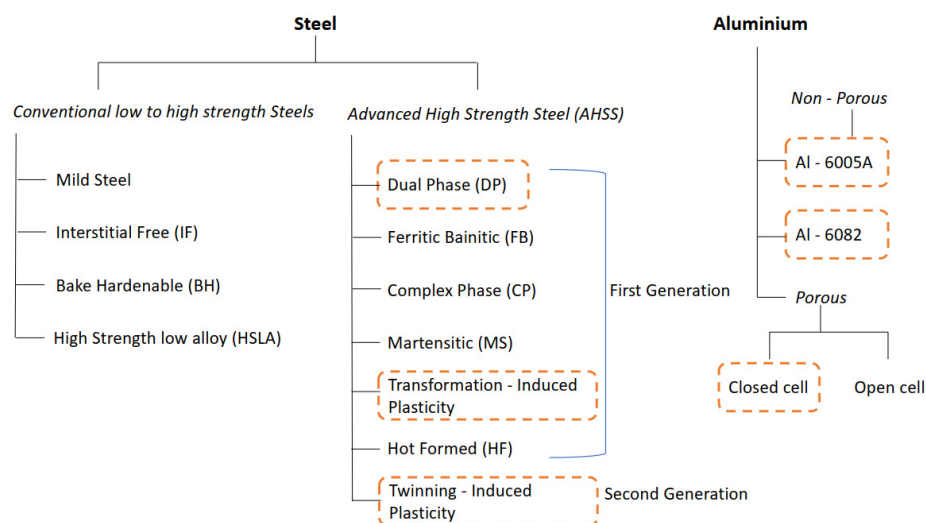 Steel
Conventional low to high strength Steels
Mild Steel
Interstitial Free (IF)
Bake Hardenable (BH)
High Strength low alloy (HSLA)
Advanced High Strength Steel (AHSS)
Dual Phase (DP)
Ferritic Bainitic (FB)
Complex Phase (CP)
Martensitic (MS)
Transformation - Induced
Plasticity
Hot Formed (HF)
First Generation
Twinning - Induced
Plasticity
Second Generation
Aluminium
Non - Porous
Al - 6005A
Al - 6082
Porous
Closed cell
Open cell